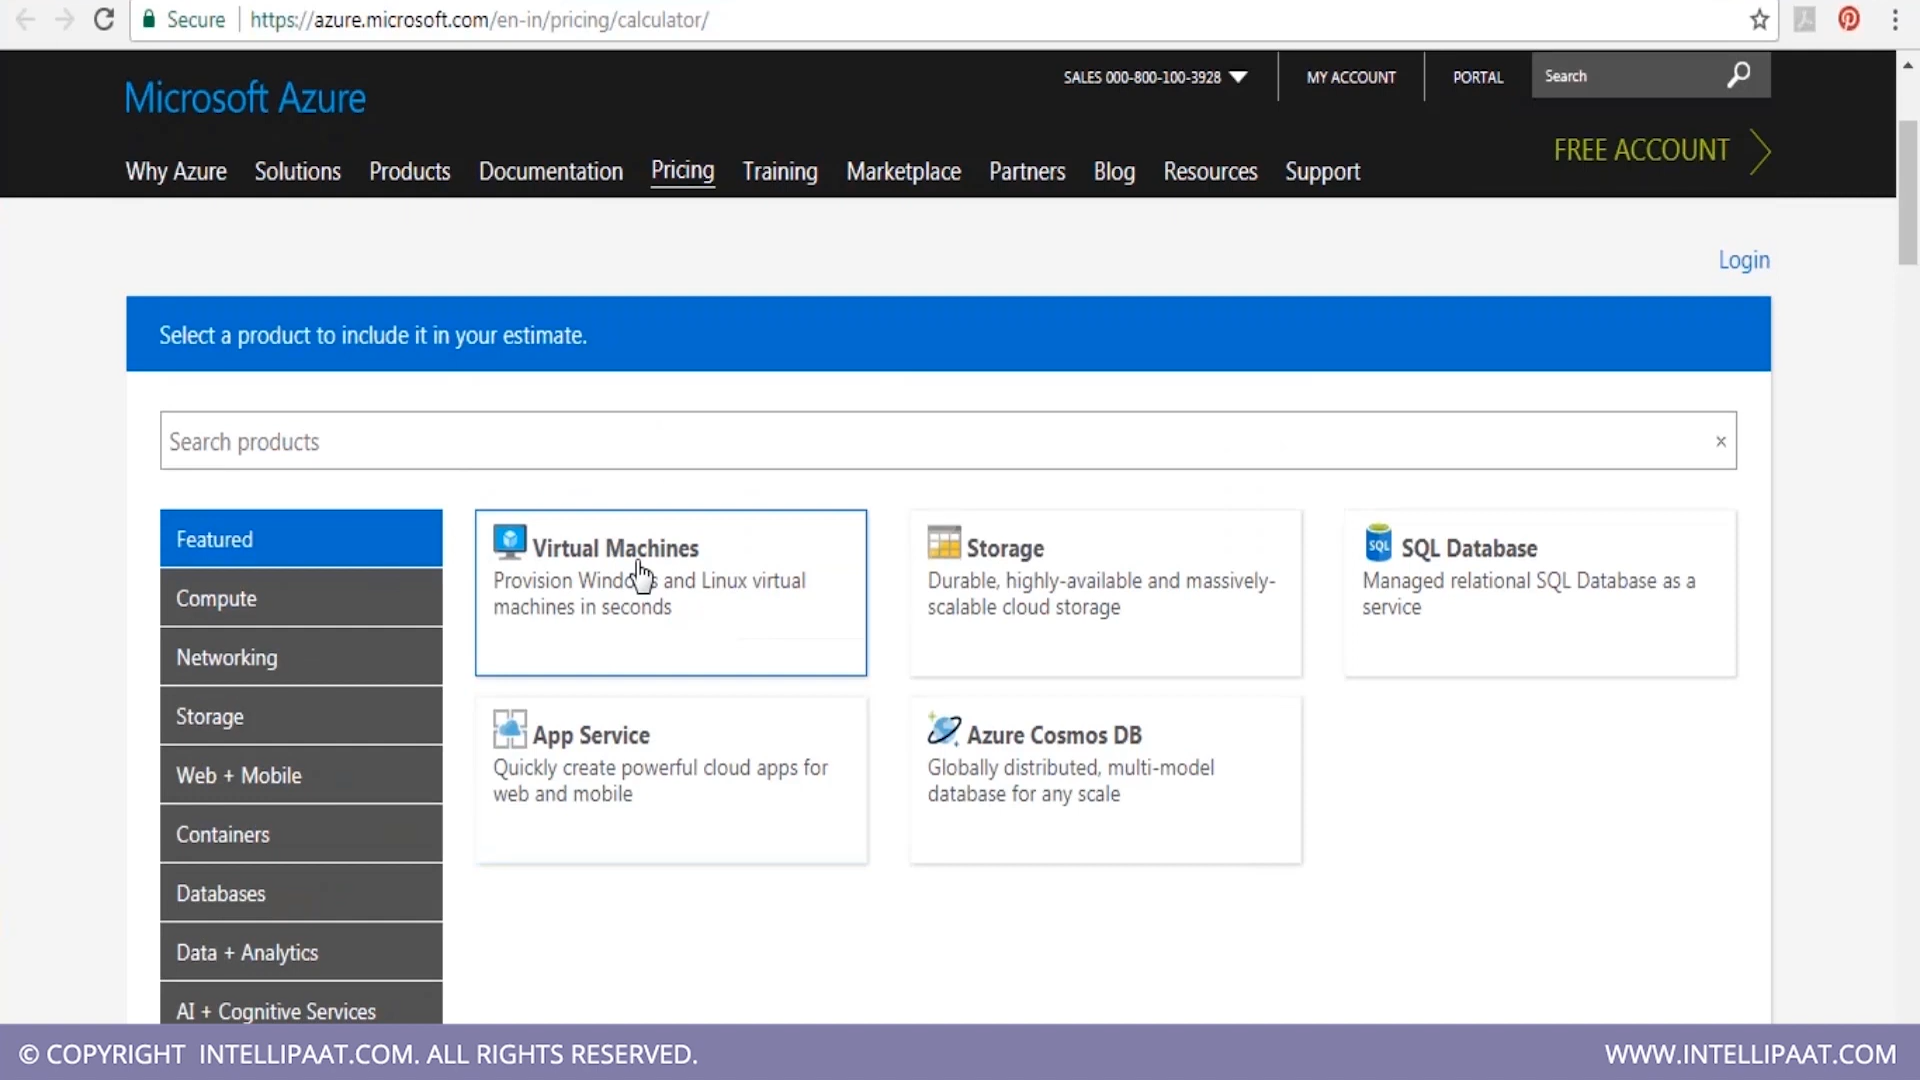 Secure https://azure.microsoft.com/en-in/pricing/calculator/
SALES 000-800-100-3928 MY ACCOUNT PORTAL Search
Microsoft Azure
FREE ACCOUNT
Why Azure Solutions Products Documentation Pricing Training Marketplace Partners Blog Resources Support
Login
Select a product to include it in your estimate.
Search products ×
Featured
Compute
Networking
Storage
Web + Mobile
Containers
Databases
Data + Analytics
AI + Cognitive Services
Virtual Machines
Provision Windows and Linux virtual
machines in seconds
Storage
Durable, highly-available and massively-
scalable cloud storage
SQL
SQL Database
Managed relational SQL Database as a
service
App Service
Quickly create powerful cloud apps for
web and mobile
Azure Cosmos DB
Globally distributed, multi-model
database for any scale
© COPYRIGHT INTELLIPAAT.COM. ALL RIGHTS RESERVED. WWW.INTELLIPAAT.COM